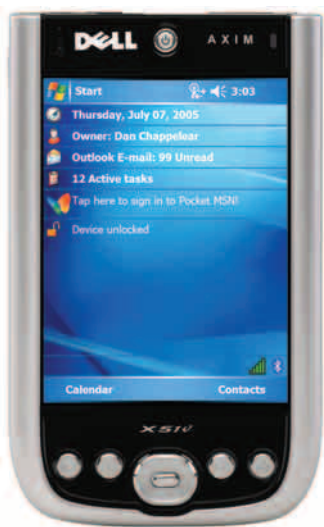 DELL AXIM
Start 3:03
Thursday, July 07, 2005
Owner: Dan Chappelear
Outlook E-mail: 99 Unread
12 Active tasks
Tap here to sign in to Pocket MSN!
Device unlocked
Calendar Contacts
X51v